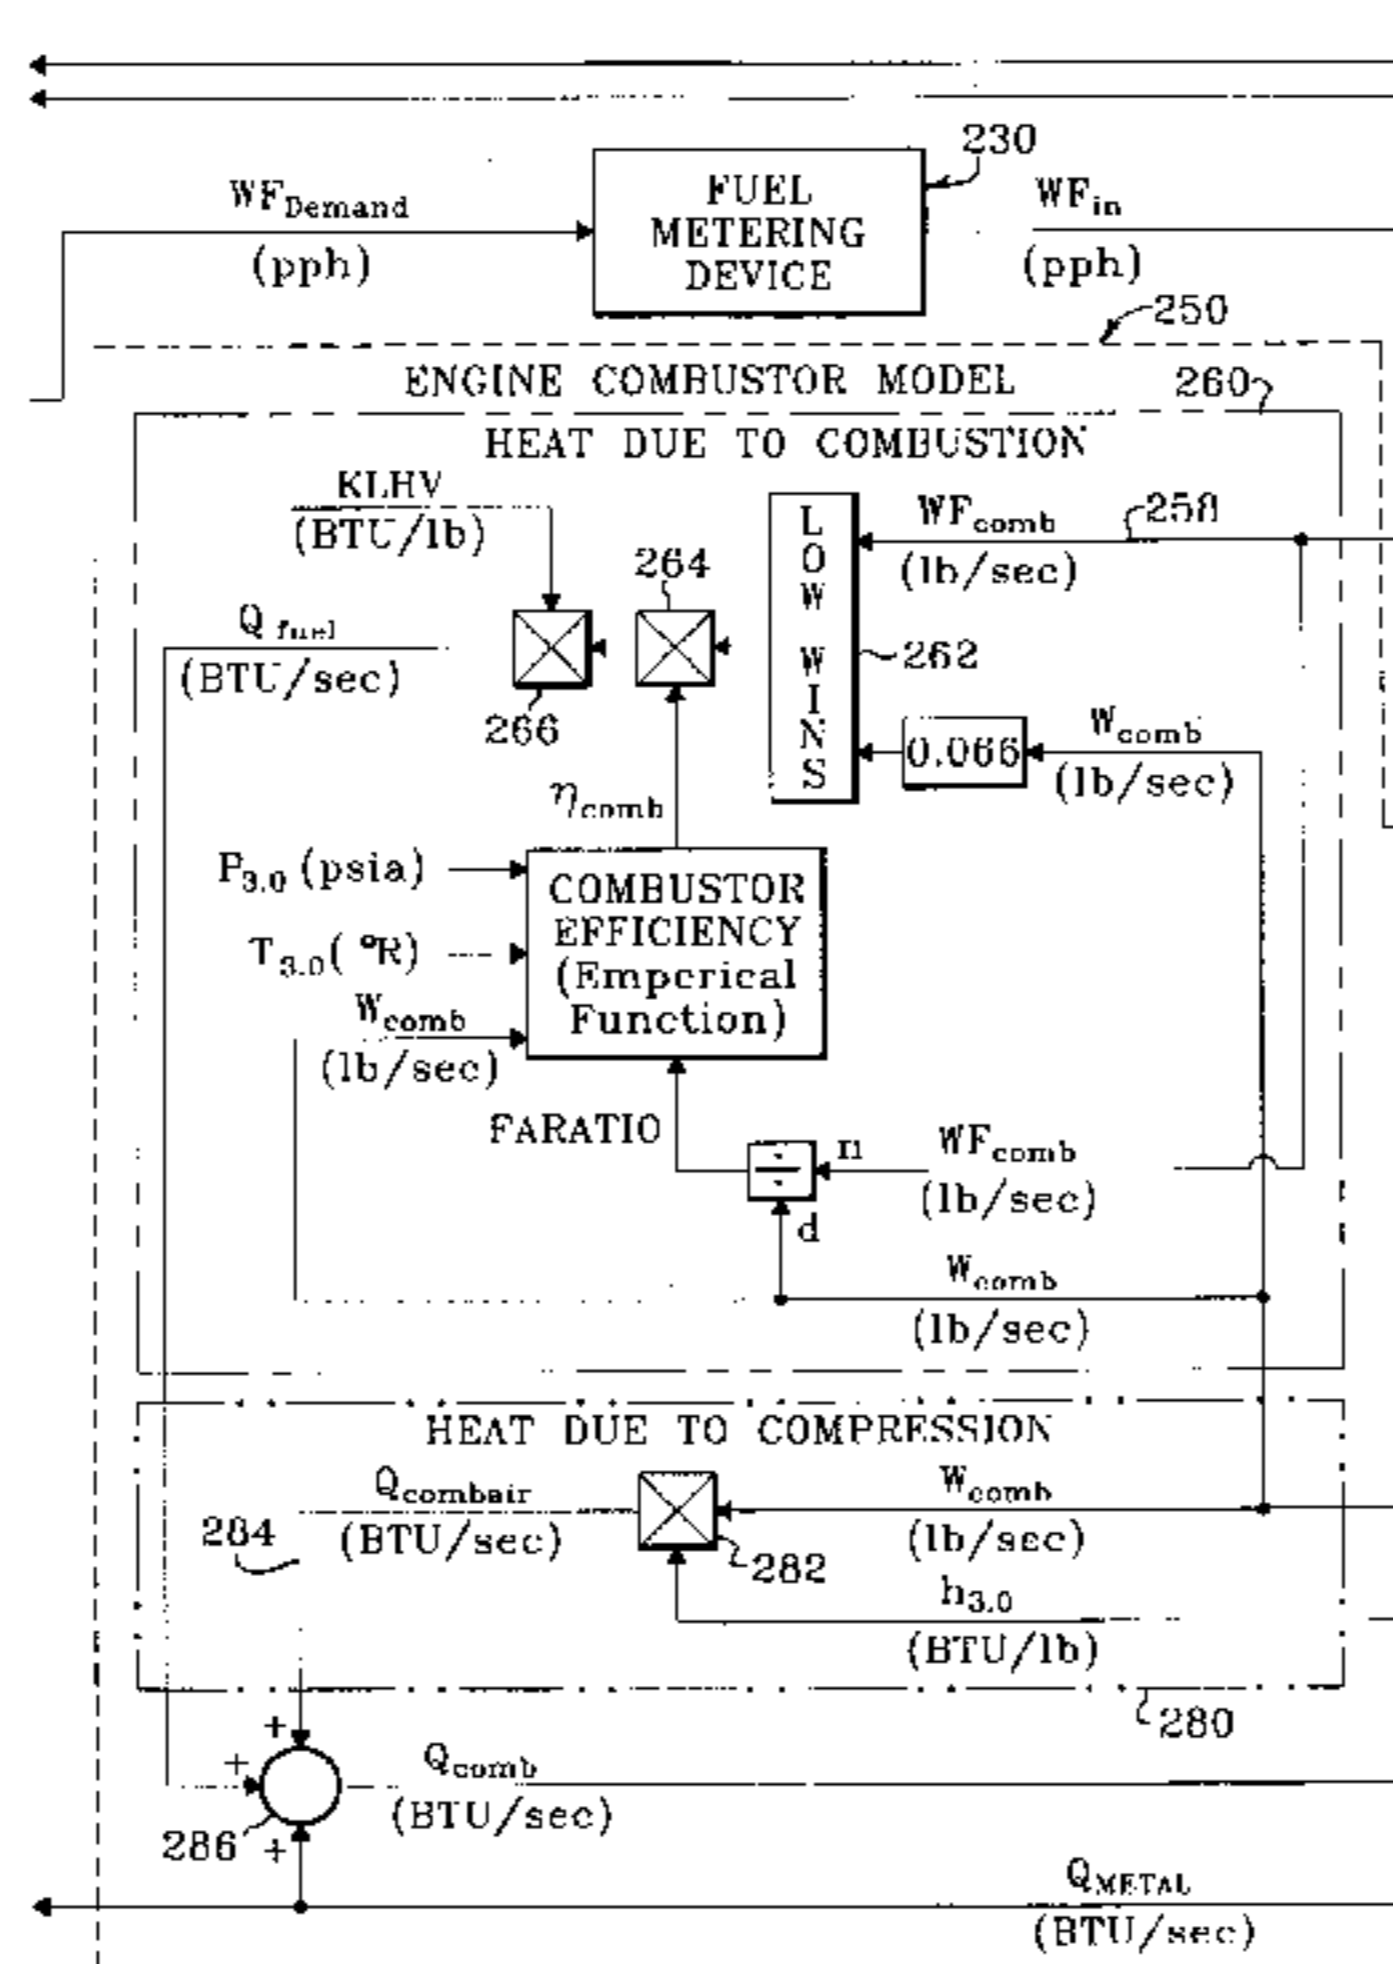 230
WF_Demand
(pph)
FUEL
METERING
DEVICE
WF_in
(pph)
250
ENGINE COMBUSTOR MODEL
260
HEAT DUE TO COMBUSTION
KLHV
(BTU/lb)
LOW WINS
WF_comb
258
(lb/sec)
264
Q_fuel
(BTU/sec)
262
266
0.066
W_comb
(lb/sec)
η_comb
P_3.0 (psia)
T_3.0 (°R)
W_comb
(lb/sec)
COMBUSTOR
EFFICIENCY
(Emperical
Function)
FARATIO
÷
n
d
WF_comb
(lb/sec)
W_comb
(lb/sec)
HEAT DUE TO COMPRESSION
Q_combair
(BTU/sec)
284
W_comb
(lb/sec)
282
h_3.0
(BTU/lb)
280
+
+
+
286
Q_comb
(BTU/sec)
Q_METAL
(BTU/sec)